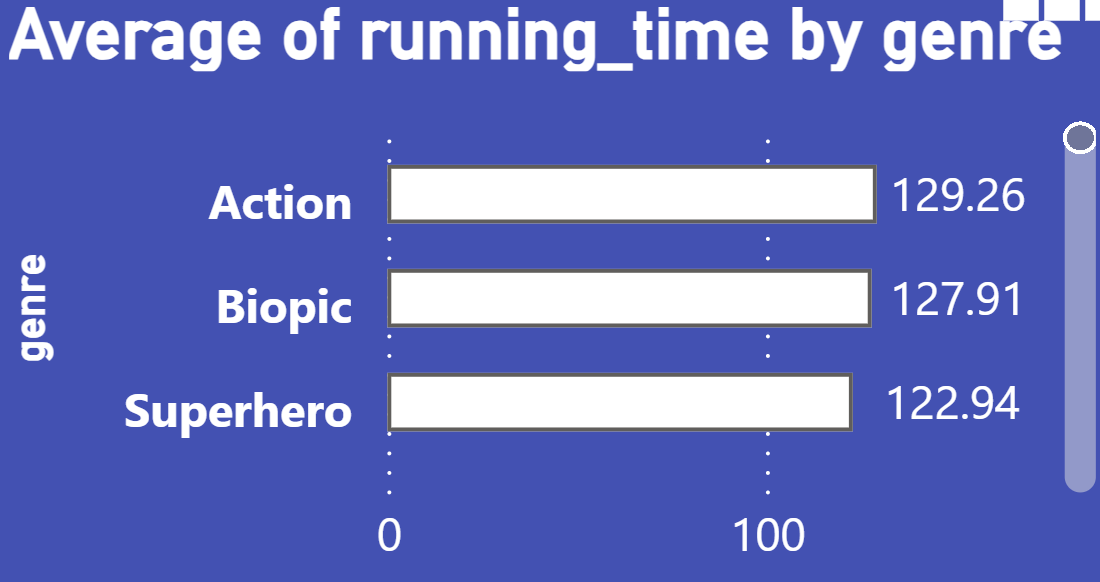 Average of running_time by genre
genre
Action 129.26
Biopic 127.91
Superhero 122.94
0 100